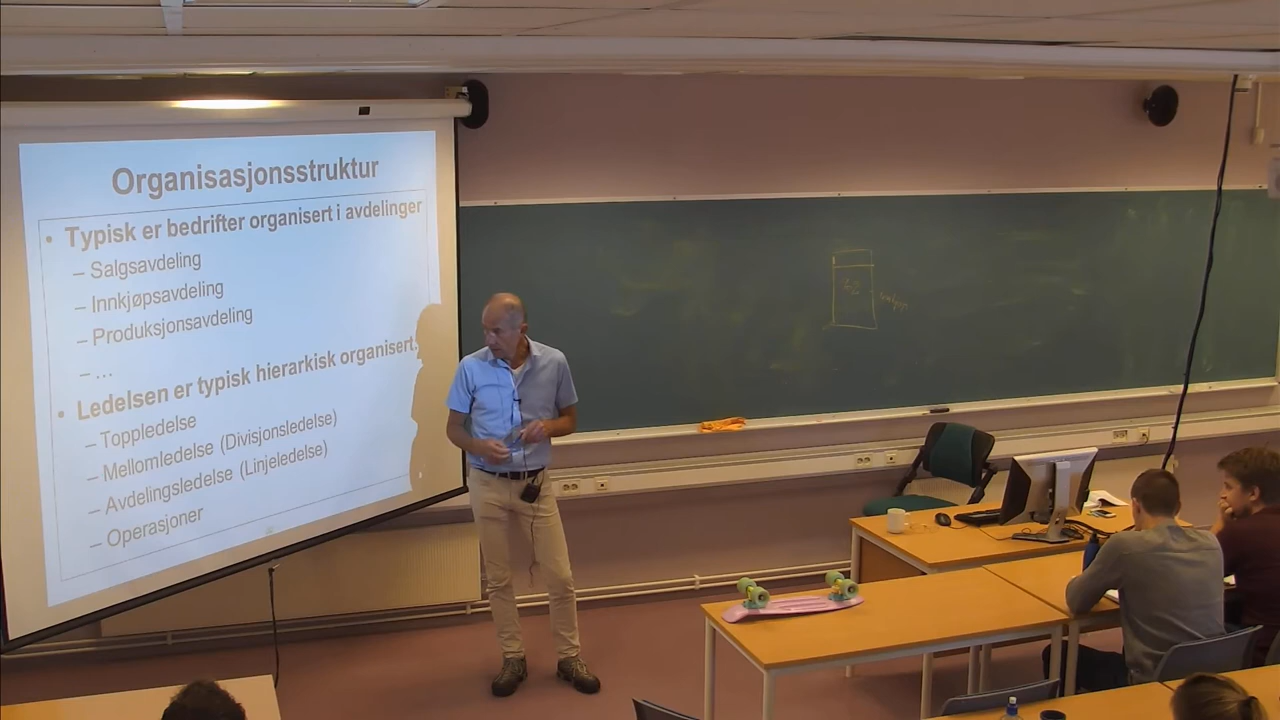 Organisasjonsstruktur
• Typisk er bedrifter organisert i avdelinger
– Salgsavdeling
– Innkjøpsavdeling
– Produksjonsavdeling
– ...
• Ledelsen er typisk hierarkisk organisert:
– Toppledelse
– Mellomledelse (Divisjonsledelse)
– Avdelingsledelse (Linjeledelse)
– Operasjoner